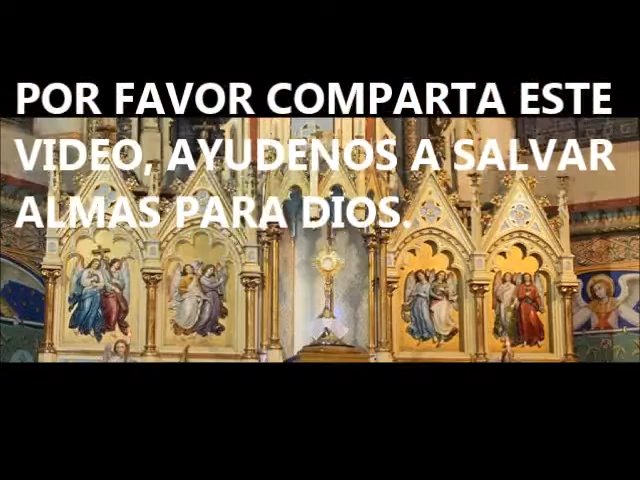 POR FAVOR COMPARTA ESTE
VIDEO, AYUDENOS A SALVAR
ALMAS PARA DIOS.